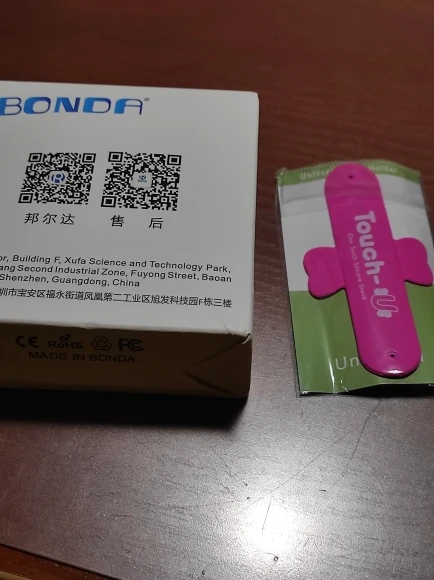 BONDA®
邦尔达 售后
or, Building F, Xufa Science and Technology Park,
ang Second Industrial Zone, Fuyong Street, Baoan
Shenzhen, Guangdong, China
圳市宝安区福永街道凤凰第二工业区旭发科技园F栋三楼
CE RoHS FC
MADE IN BONDA
Touch-U
One Touch Silicone Stand
Un